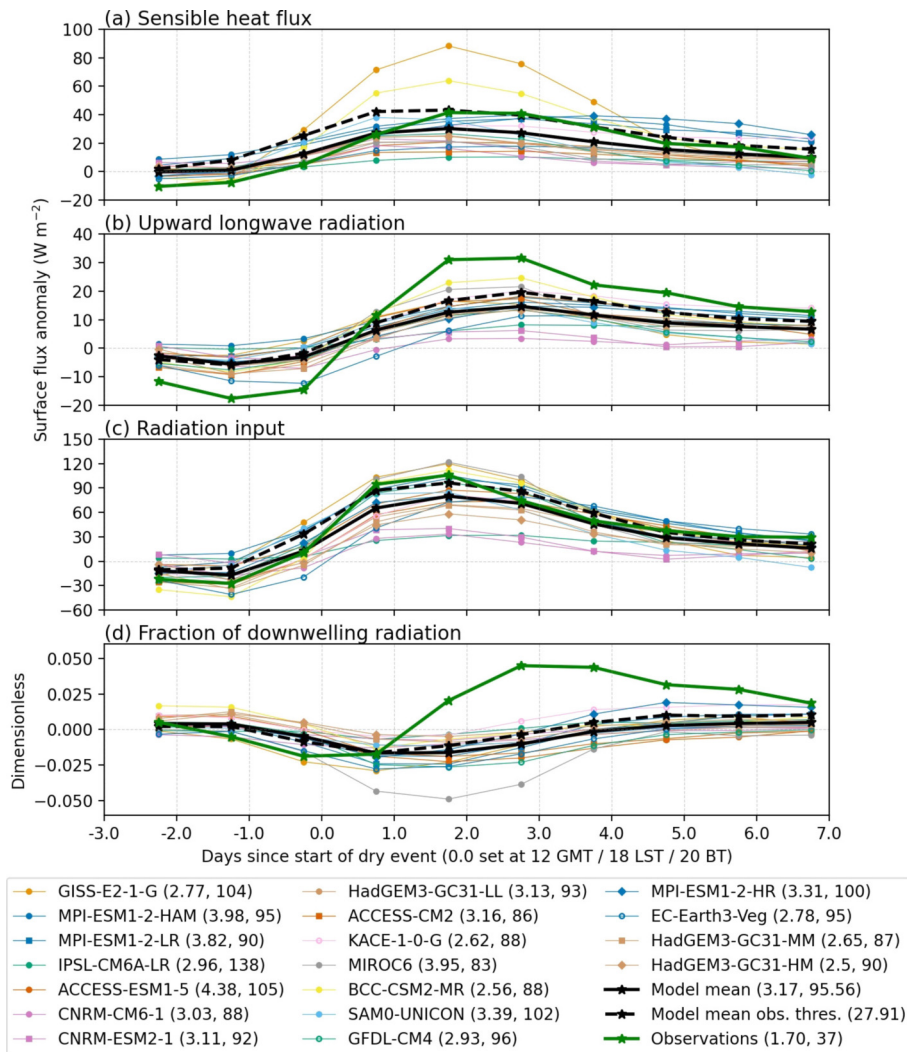 (a) Sensible heat flux
100
80
60
40
20
0
−20
(b) Upward longwave radiation
40
30
20
10
0
−10
−20
Surface flux anomaly (W m−2)
(c) Radiation input
150
120
90
60
30
0
−30
−60
(d) Fraction of downwelling radiation
0.050
0.025
0.000
−0.025
−0.050
Dimensionless
-3.0 -2.0 -1.0 0.0 1.0 2.0 3.0 4.0 5.0 6.0 7.0
Days since start of dry event (0.0 set at 12 GMT / 18 LST / 20 BT)
GISS-E2-1-G (2.77, 104)
MPI-ESM1-2-HAM (3.98, 95)
MPI-ESM1-2-LR (3.82, 90)
IPSL-CM6A-LR (2.96, 138)
ACCESS-ESM1-5 (4.38, 105)
CNRM-CM6-1 (3.03, 88)
CNRM-ESM2-1 (3.11, 92)
HadGEM3-GC31-LL (3.13, 93)
ACCESS-CM2 (3.16, 86)
KACE-1-0-G (2.62, 88)
MIROC6 (3.95, 83)
BCC-CSM2-MR (2.56, 88)
SAM0-UNICON (3.39, 102)
GFDL-CM4 (2.93, 96)
MPI-ESM1-2-HR (3.31, 100)
EC-Earth3-Veg (2.78, 95)
HadGEM3-GC31-MM (2.65, 87)
HadGEM3-GC31-HM (2.5, 90)
Model mean (3.17, 95.56)
Model mean obs. thres. (27.91)
Observations (1.70, 37)